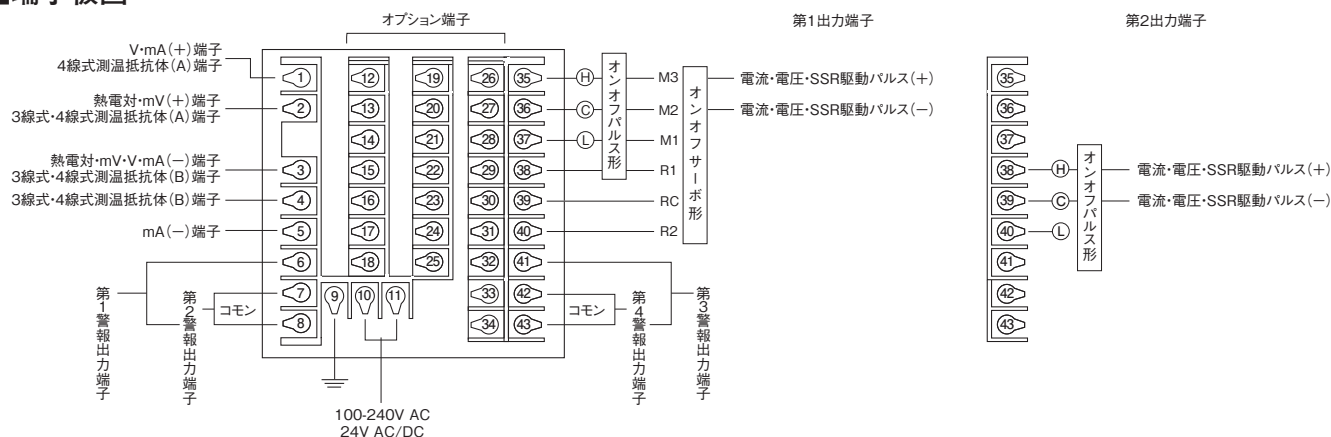 ■端子板図
オプション端子
第1出力端子
第2出力端子
V・mA(+)端子
4線式測温抵抗体(A)端子
熱電対・mV(+)端子
3線式・4線式測温抵抗体(A)端子
熱電対・mV・V・mA(−)端子
3線式・4線式測温抵抗体(B)端子
3線式・4線式測温抵抗体(B)端子
mA(−)端子
第1警報出力端子
第2警報出力端子
コモン
1
2
3
4
5
6
7
8
9
10
11
12
13
14
15
16
17
18
19
20
21
22
23
24
25
26
27
28
29
30
31
32
33
34
35
36
37
38
39
40
41
42
43
H
C
L
オンオフパルス形
M3
M2
M1
R1
RC
R2
オンオフサーボ形
電流・電圧・SSR駆動パルス(+)
電流・電圧・SSR駆動パルス(−)
コモン
第4警報出力端子
第3警報出力端子
100-240V AC
24V AC/DC
35
36
37
38
39
40
41
42
43
H
C
L
オンオフパルス形
電流・電圧・SSR駆動パルス(+)
電流・電圧・SSR駆動パルス(−)